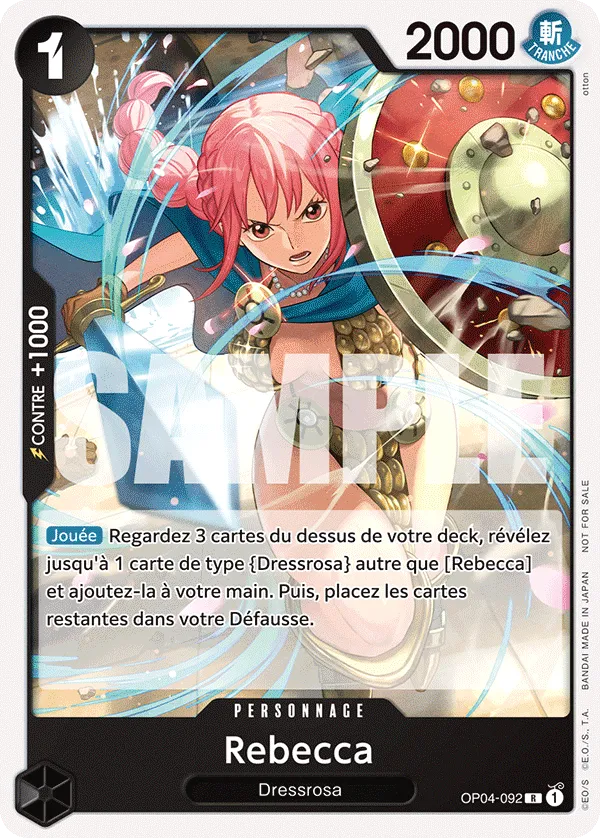 1
2000
斬
TRANCHE
otton
CONTRE +1000
SAMPLE
Jouée Regardez 3 cartes du dessus de votre deck, révélez
jusqu'à 1 carte de type {Dressrosa} autre que [Rebecca]
et ajoutez-la à votre main. Puis, placez les cartes
restantes dans votre Défausse.
PERSONNAGE
Rebecca
Dressrosa
OP04-092 R 1
©EO/S ©E.O./S., T.A. BANDAI MADE IN JAPAN NOT FOR SALE